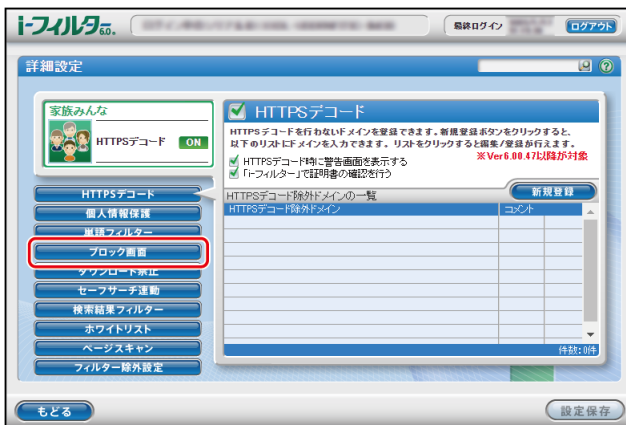 i-フィルター6.0.
最終ログイン
ログアウト
詳細設定
家族みんな
HTTPSデコード ON
HTTPSデコード
HTTPSデコードを行わないドメインを登録できます。新規登録ボタンをクリックすると、
以下のリストにドメインを入力できます。リストをクリックすると編集/登録が行えます。
HTTPSデコード時に警告画面を表示する
※Ver6.00.47以降が対象
「i-フィルター」で証明書の確認を行う
HTTPSデコード除外ドメインの一覧
新規登録
HTTPSデコード除外ドメイン コメント
件数:0件
HTTPSデコード
個人情報保護
単語フィルター
ブロック画面
ダウンロード禁止
セーフサーチ連動
検索結果フィルター
ホワイトリスト
ページスキャン
フィルター除外設定
もどる
設定保存